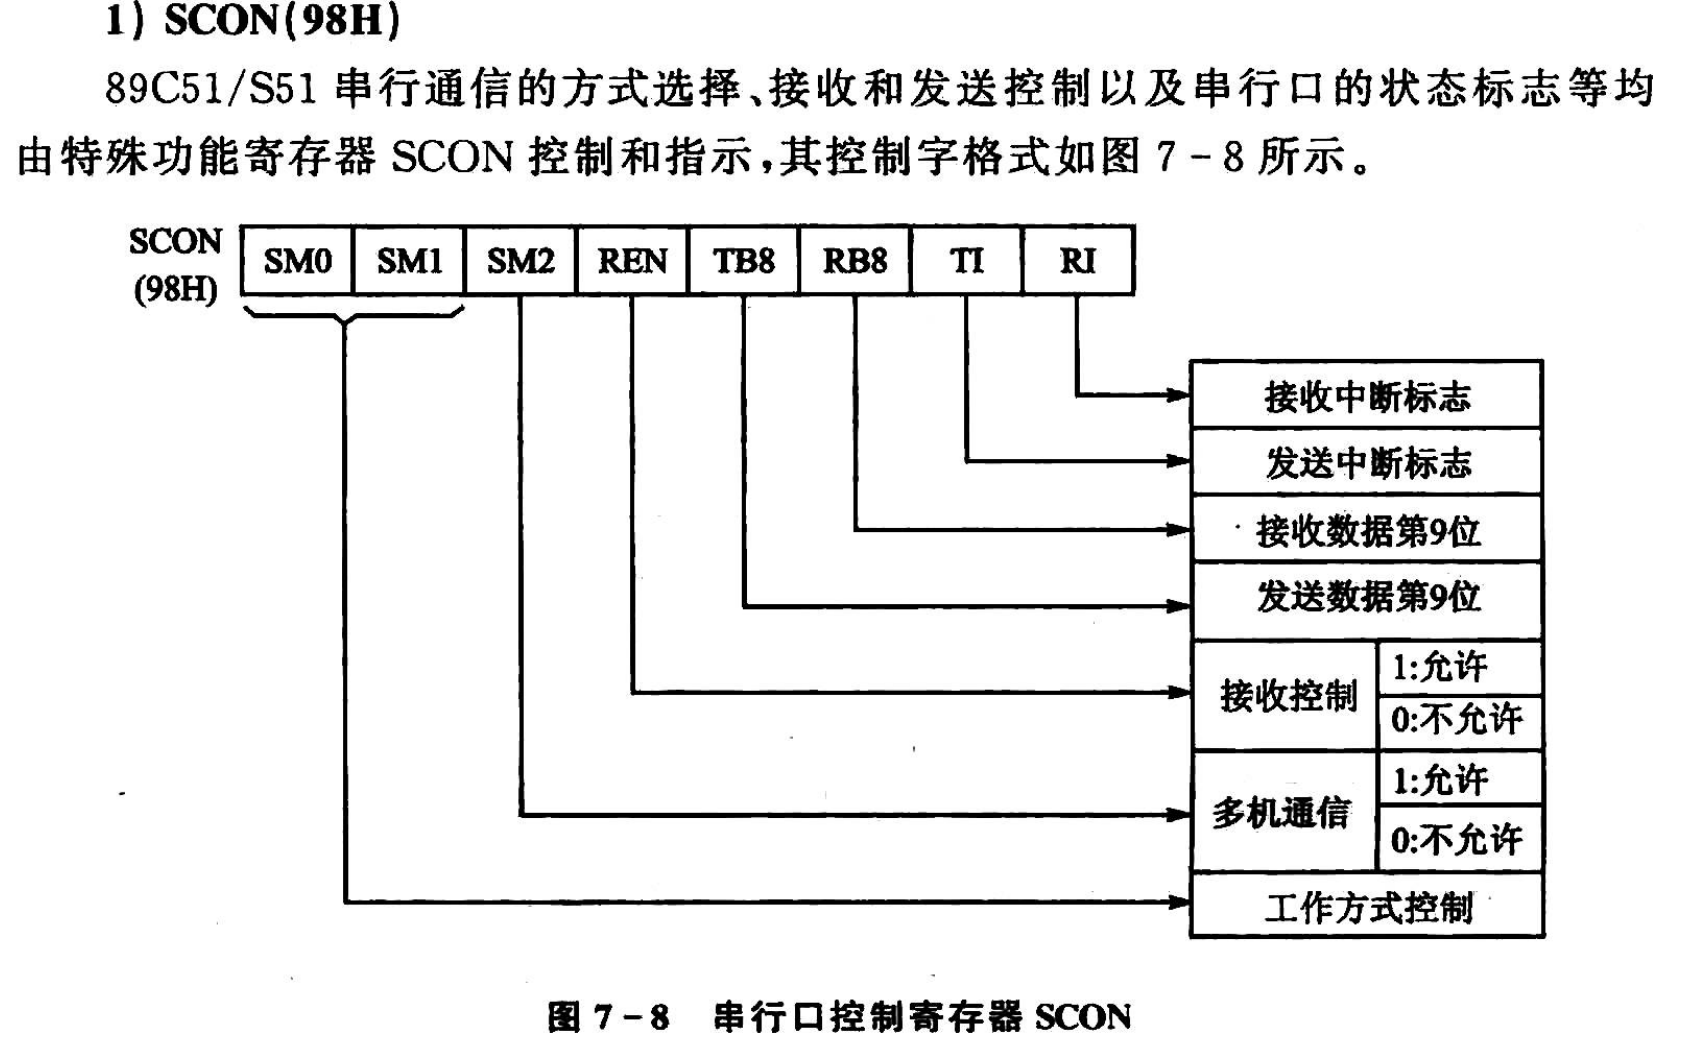 1) SCON(98H)
89C51/S51 串行通信的方式选择、接收和发送控制以及串行口的状态标志等均
由特殊功能寄存器 SCON 控制和指示,其控制字格式如图 7-8 所示。
SCON
(98H)
SM0 SM1 SM2 REN TB8 RB8 TI RI
接收中断标志
发送中断标志
接收数据第9位
发送数据第9位
接收控制
1:允许
0:不允许
多机通信
1:允许
0:不允许
工作方式控制
图 7-8 串行口控制寄存器 SCON